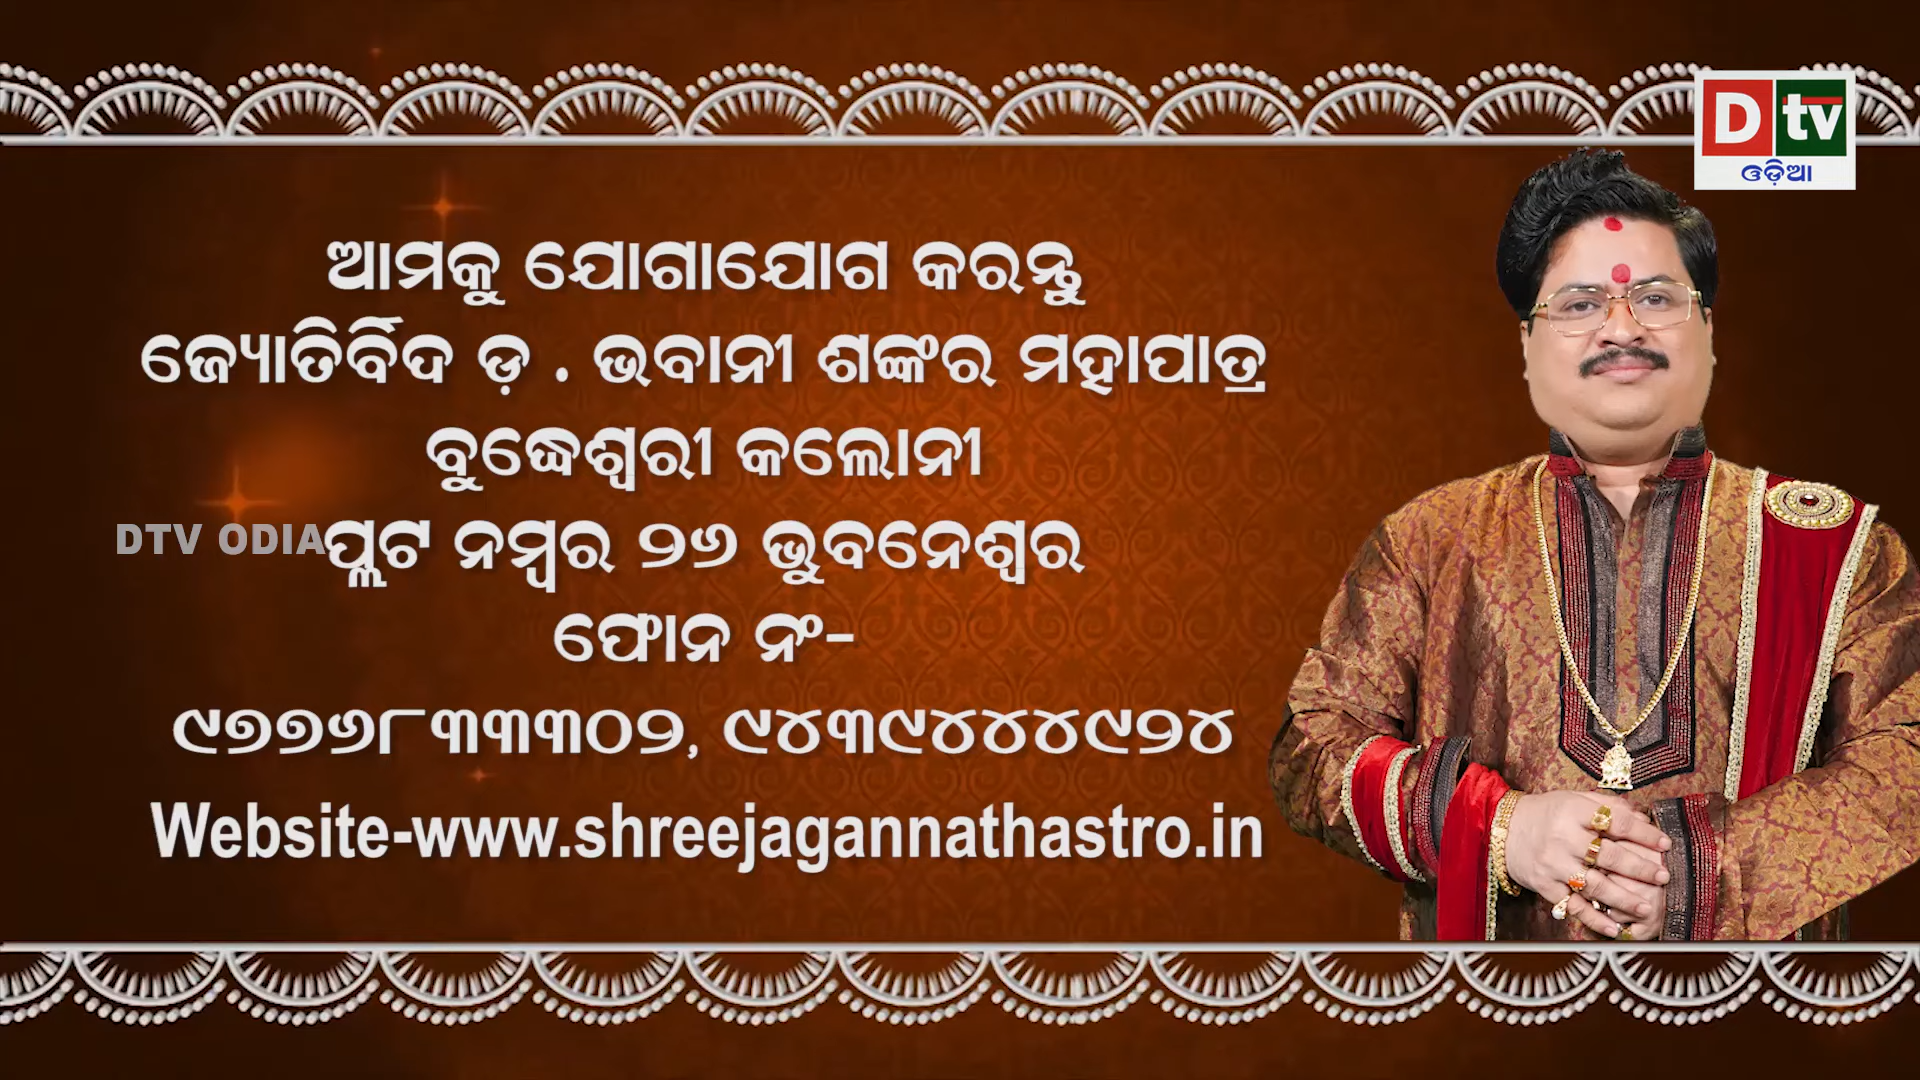 Dtv
ଓଡ଼ିଆ
ଆମକୁ ଯୋଗାଯୋଗ କରନ୍ତୁ
ଜ୍ୟୋତିର୍ବିଦ ଡ଼ . ଭବାନୀ ଶଙ୍କର ମହାପାତ୍ର
ବୁଦ୍ଧେଶ୍ୱରୀ କଲୋନୀ
DTV ODIA
ପ୍ଲଟ ନମ୍ବର ୨୬ ଭୁବନେଶ୍ୱର
ଫୋନ ନଂ-
୯୭୭୬୮୩୩୩୦୨, ୯୪୩୯୪୪୪୯୨୪
Website-www.shreejagannathastro.in